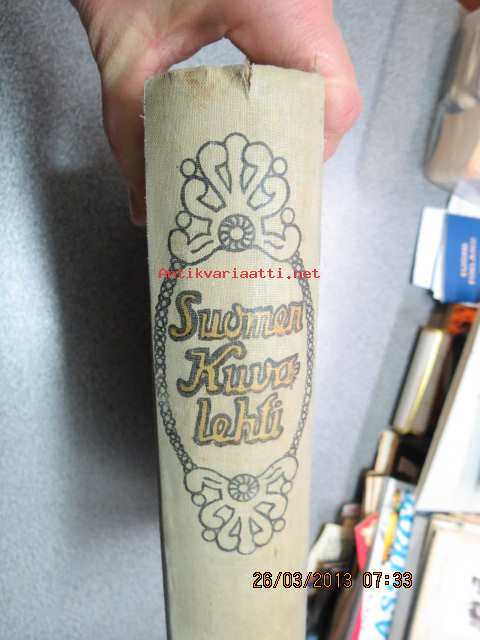 Antikvariaatti.net
Suomen
Kuva-
lehti
26/03/2013 07:33